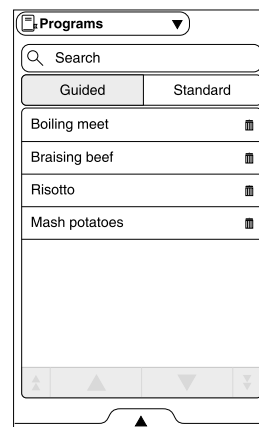 Programs
Search
Guided Standard
Boiling meet
Braising beef
Risotto
Mash potatoes